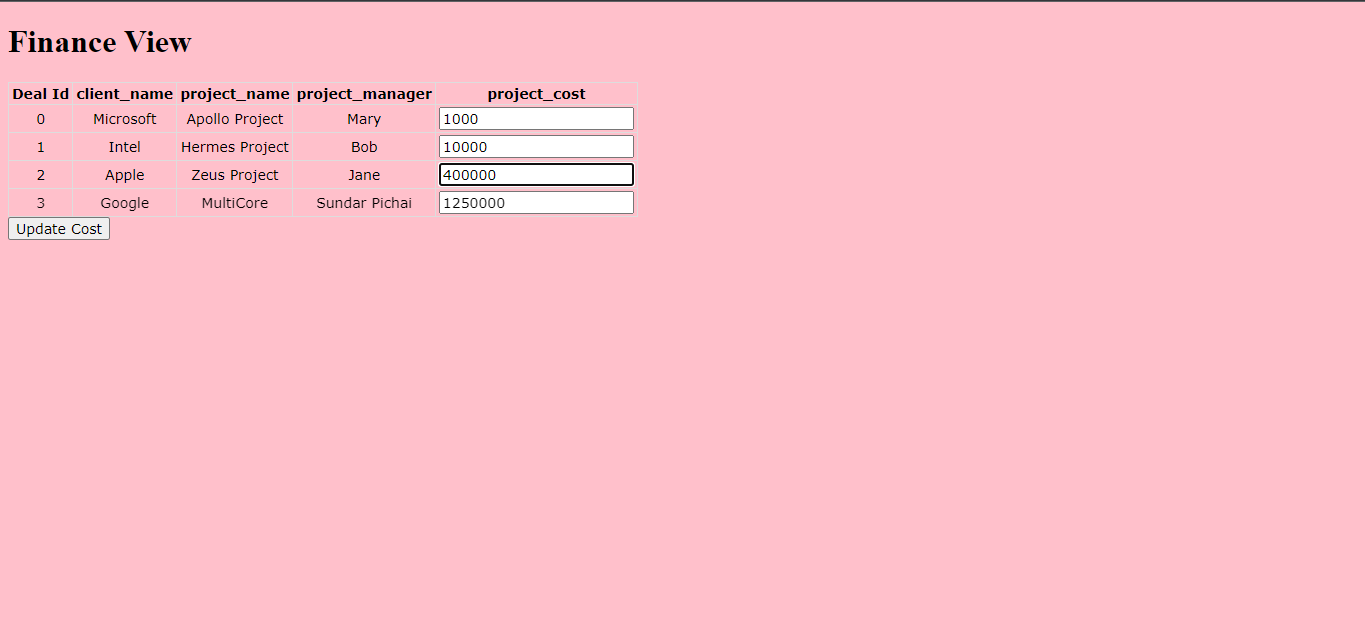 Finance View
Deal Id client_name project_name project_manager project_cost
0 Microsoft Apollo Project Mary 1000
1 Intel Hermes Project Bob 10000
2 Apple Zeus Project Jane 400000
3 Google MultiCore Sundar Pichai 1250000
Update Cost